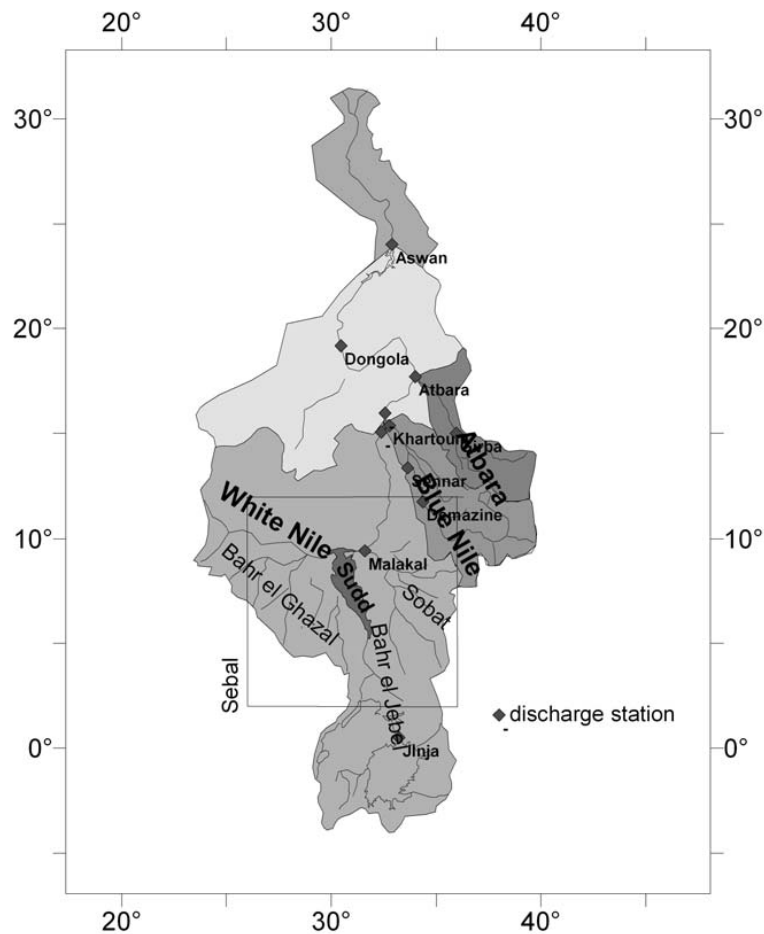 20° 30° 40°
30° 30°
Aswan
20° 20°
Dongola
Atbara
Khartoum
Girba
Atbara
Sennar
Blue Nile
Damazine
White Nile
10° 10°
Malakal
Bahr el Ghazal
Sudd
Sobat
Bahr el Jebel
Sebal
discharge station
0° 0°
JInja
20° 30° 40°